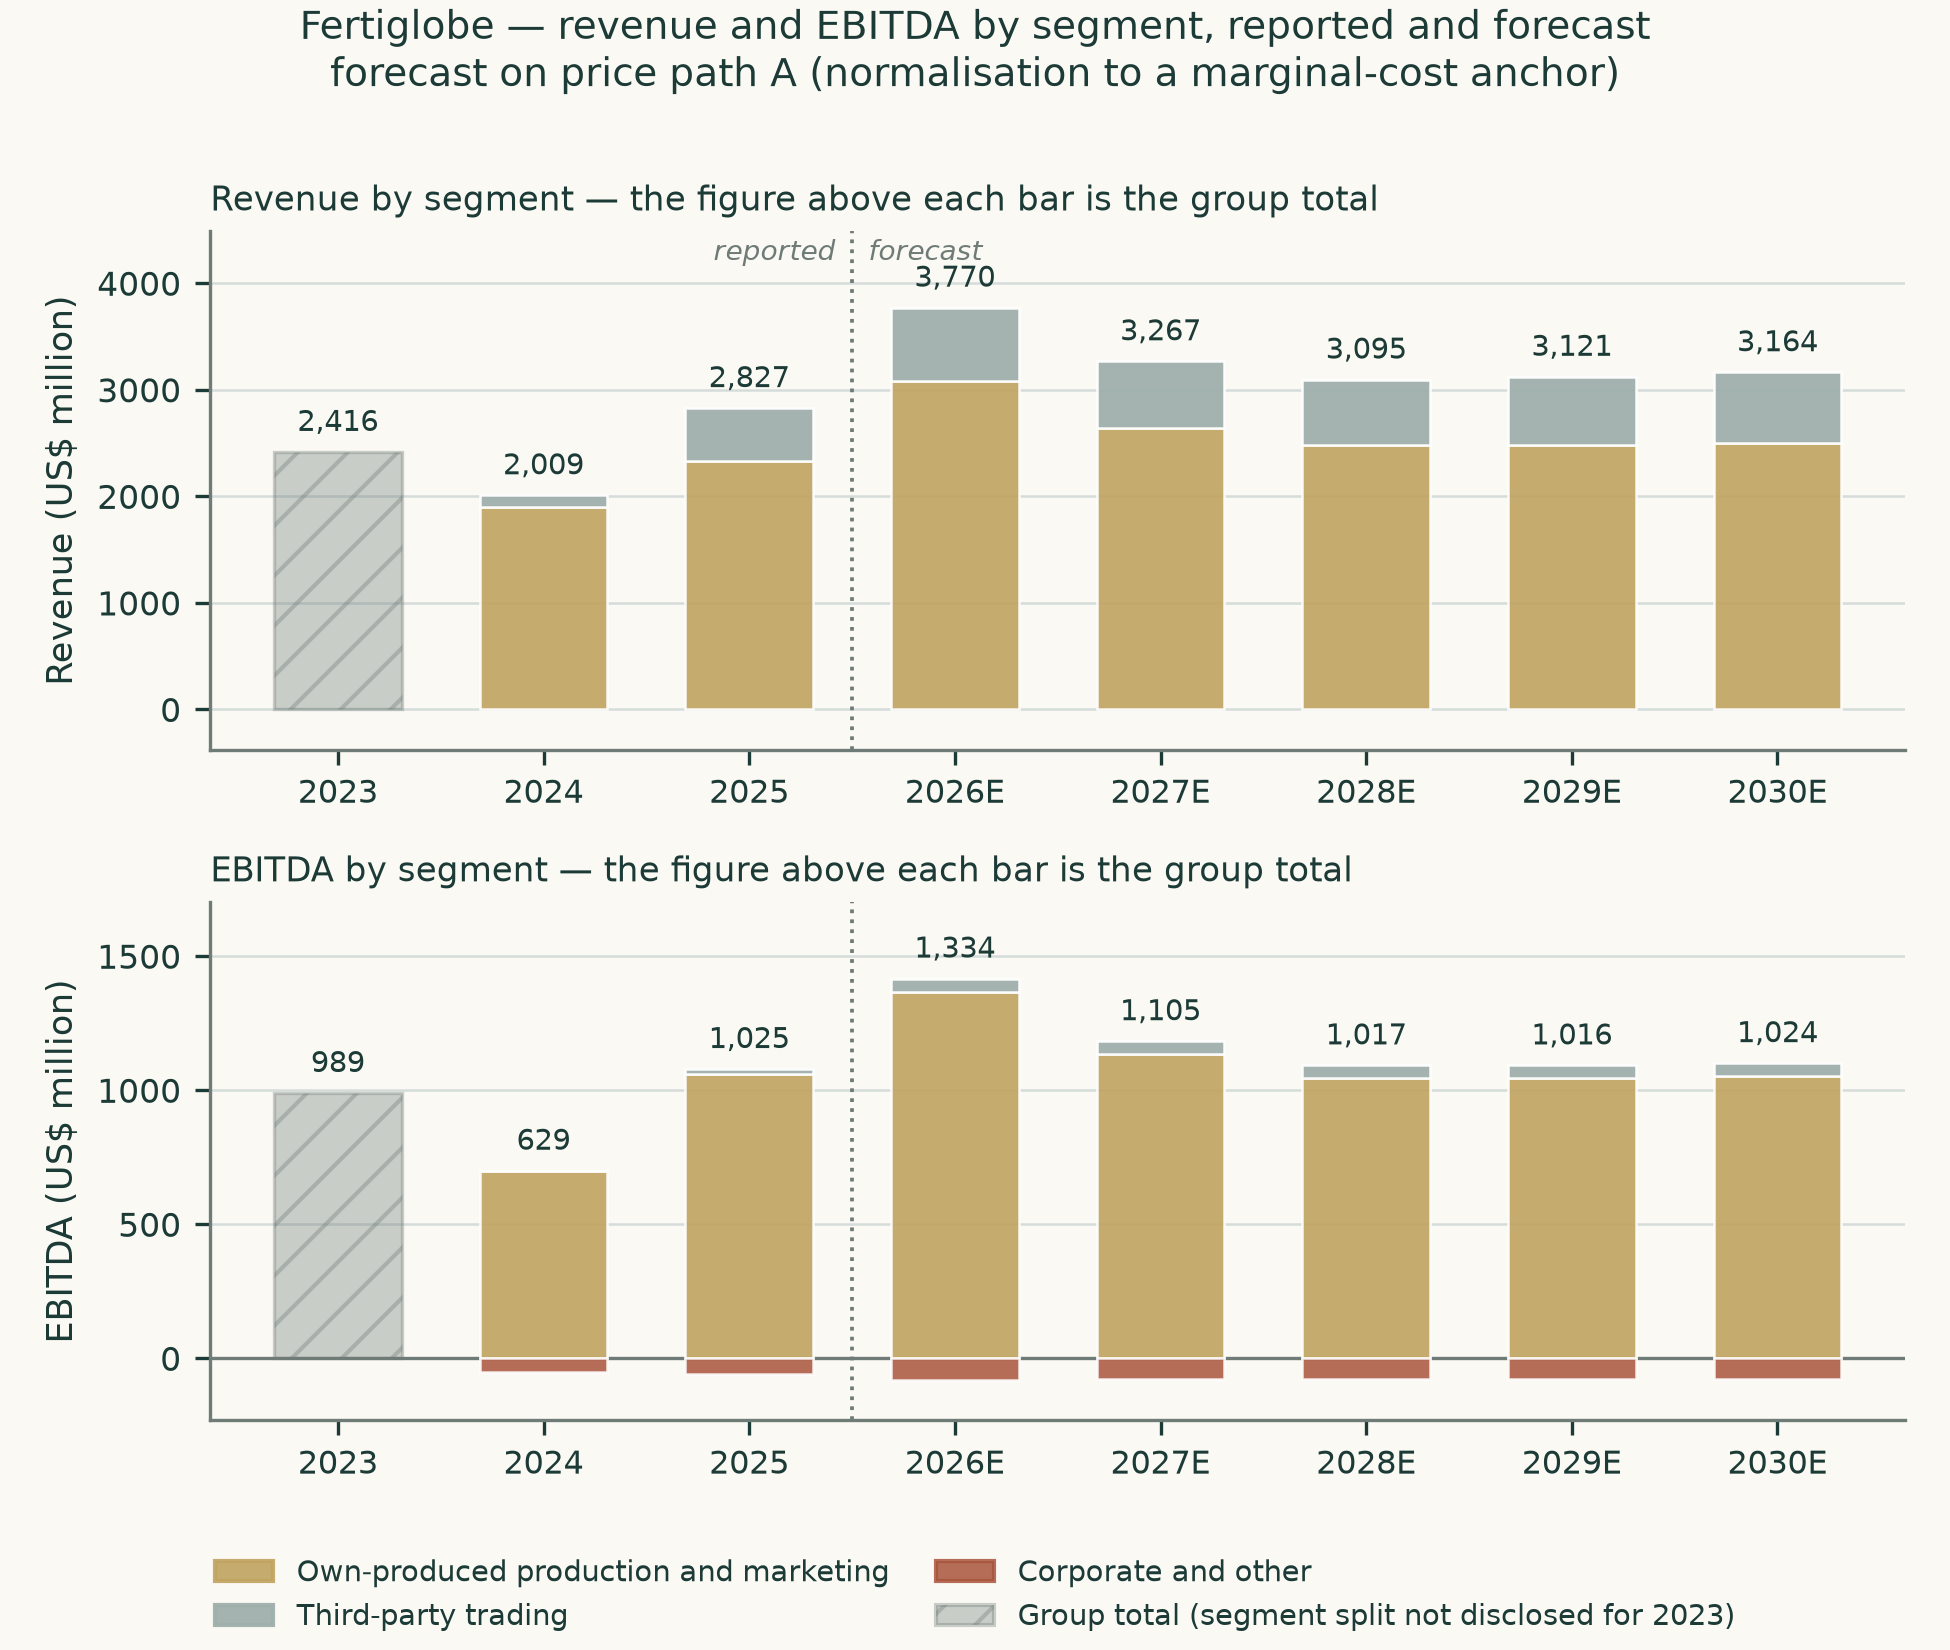 Fertiglobe — revenue and EBITDA by segment, reported and forecast
forecast on price path A (normalisation to a marginal-cost anchor)
Revenue by segment — the figure above each bar is the group total
reported
forecast
Revenue (US$ million)
4000
3000
2000
1000
0
2,416
2,009
2,827
3,770
3,267
3,095
3,121
3,164
2023
2024
2025
2026E
2027E
2028E
2029E
2030E
EBITDA by segment — the figure above each bar is the group total
EBITDA (US$ million)
1500
1000
500
0
989
629
1,025
1,334
1,105
1,017
1,016
1,024
2023
2024
2025
2026E
2027E
2028E
2029E
2030E
Own-produced production and marketing
Third-party trading
Corporate and other
Group total (segment split not disclosed for 2023)